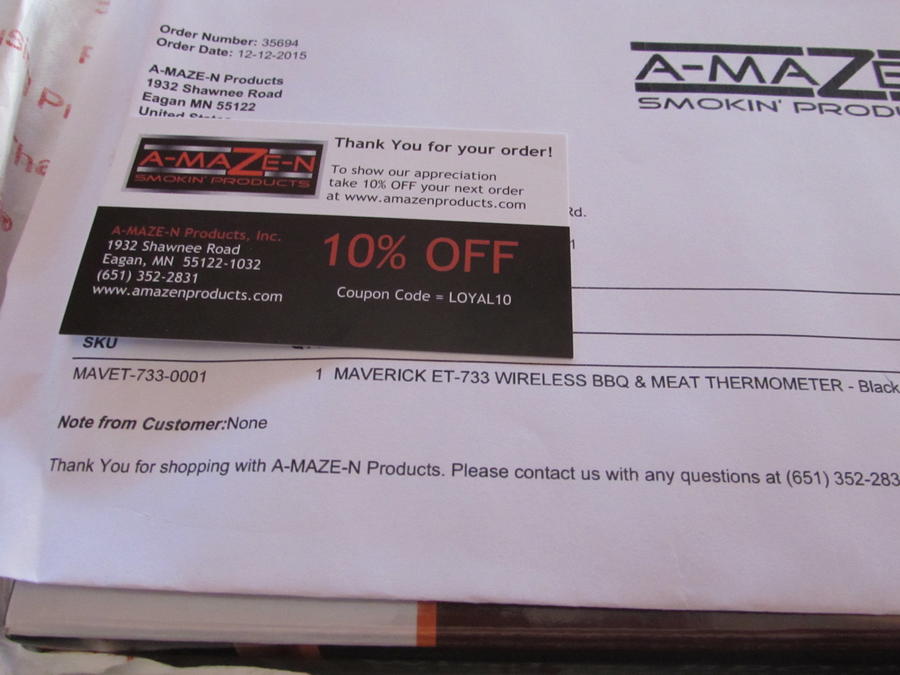 Order Number: 35694
Order Date: 12-12-2015
A-MAZE-N Products
1932 Shawnee Road
Eagan MN 55122
United States
A-MAZE
SMOKIN' PRODU
A-MAZE-N
SMOKIN' PRODUCTS
Thank You for your order!
To show our appreciation
take 10% OFF your next order
at www.amazenproducts.com
Rd.
1
A-MAZE-N Products, Inc.
1932 Shawnee Road
Eagan, MN 55122-1032
(651) 352-2831
www.amazenproducts.com
10% OFF
Coupon Code = LOYAL10
SKU
MAVET-733-0001 1 MAVERICK ET-733 WIRELESS BBQ & MEAT THERMOMETER - Black
Note from Customer:None
Thank You for shopping with A-MAZE-N Products. Please contact us with any questions at (651) 352-283